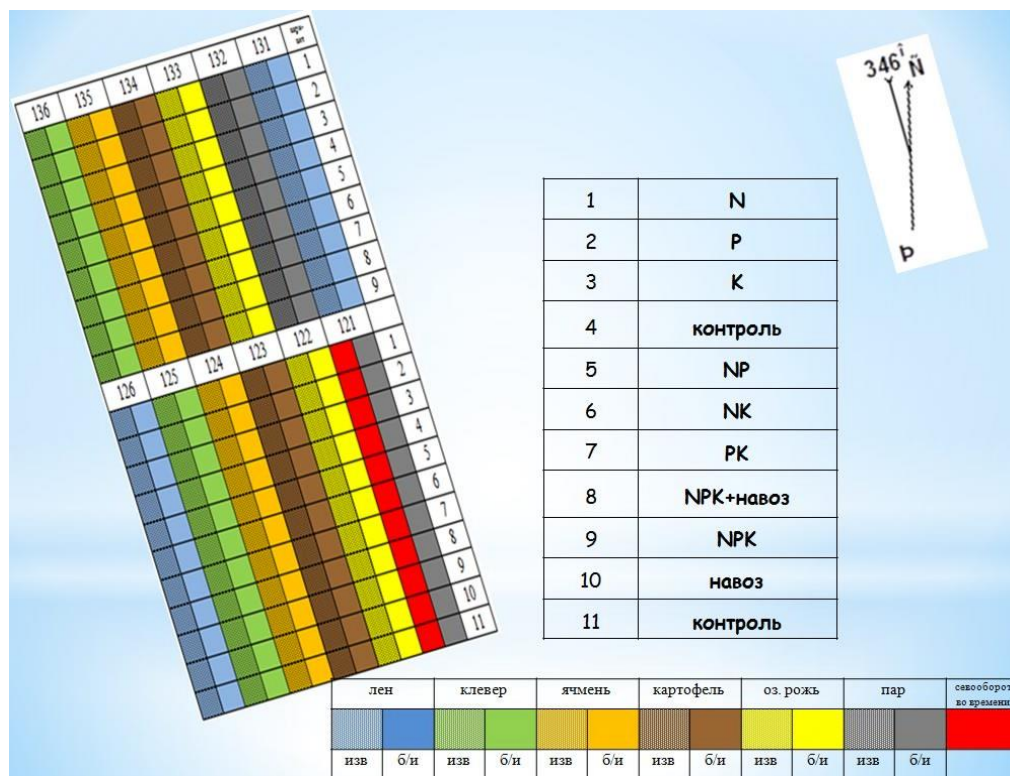 136 135 134 133 132 131 вари-ант
1
2
3
4
5
6
7
8
9
126 125 124 123 122 121
1
2
3
4
5
6
7
8
9
10
11
346î Ñ
Þ
1 N
2 P
3 K
4 контроль
5 NP
6 NK
7 PK
8 NPK+навоз
9 NPK
10 навоз
11 контроль
лен клевер ячмень картофель оз. рожь пар севооборот
во времени
изв б/и изв б/и изв б/и изв б/и изв б/и изв б/и